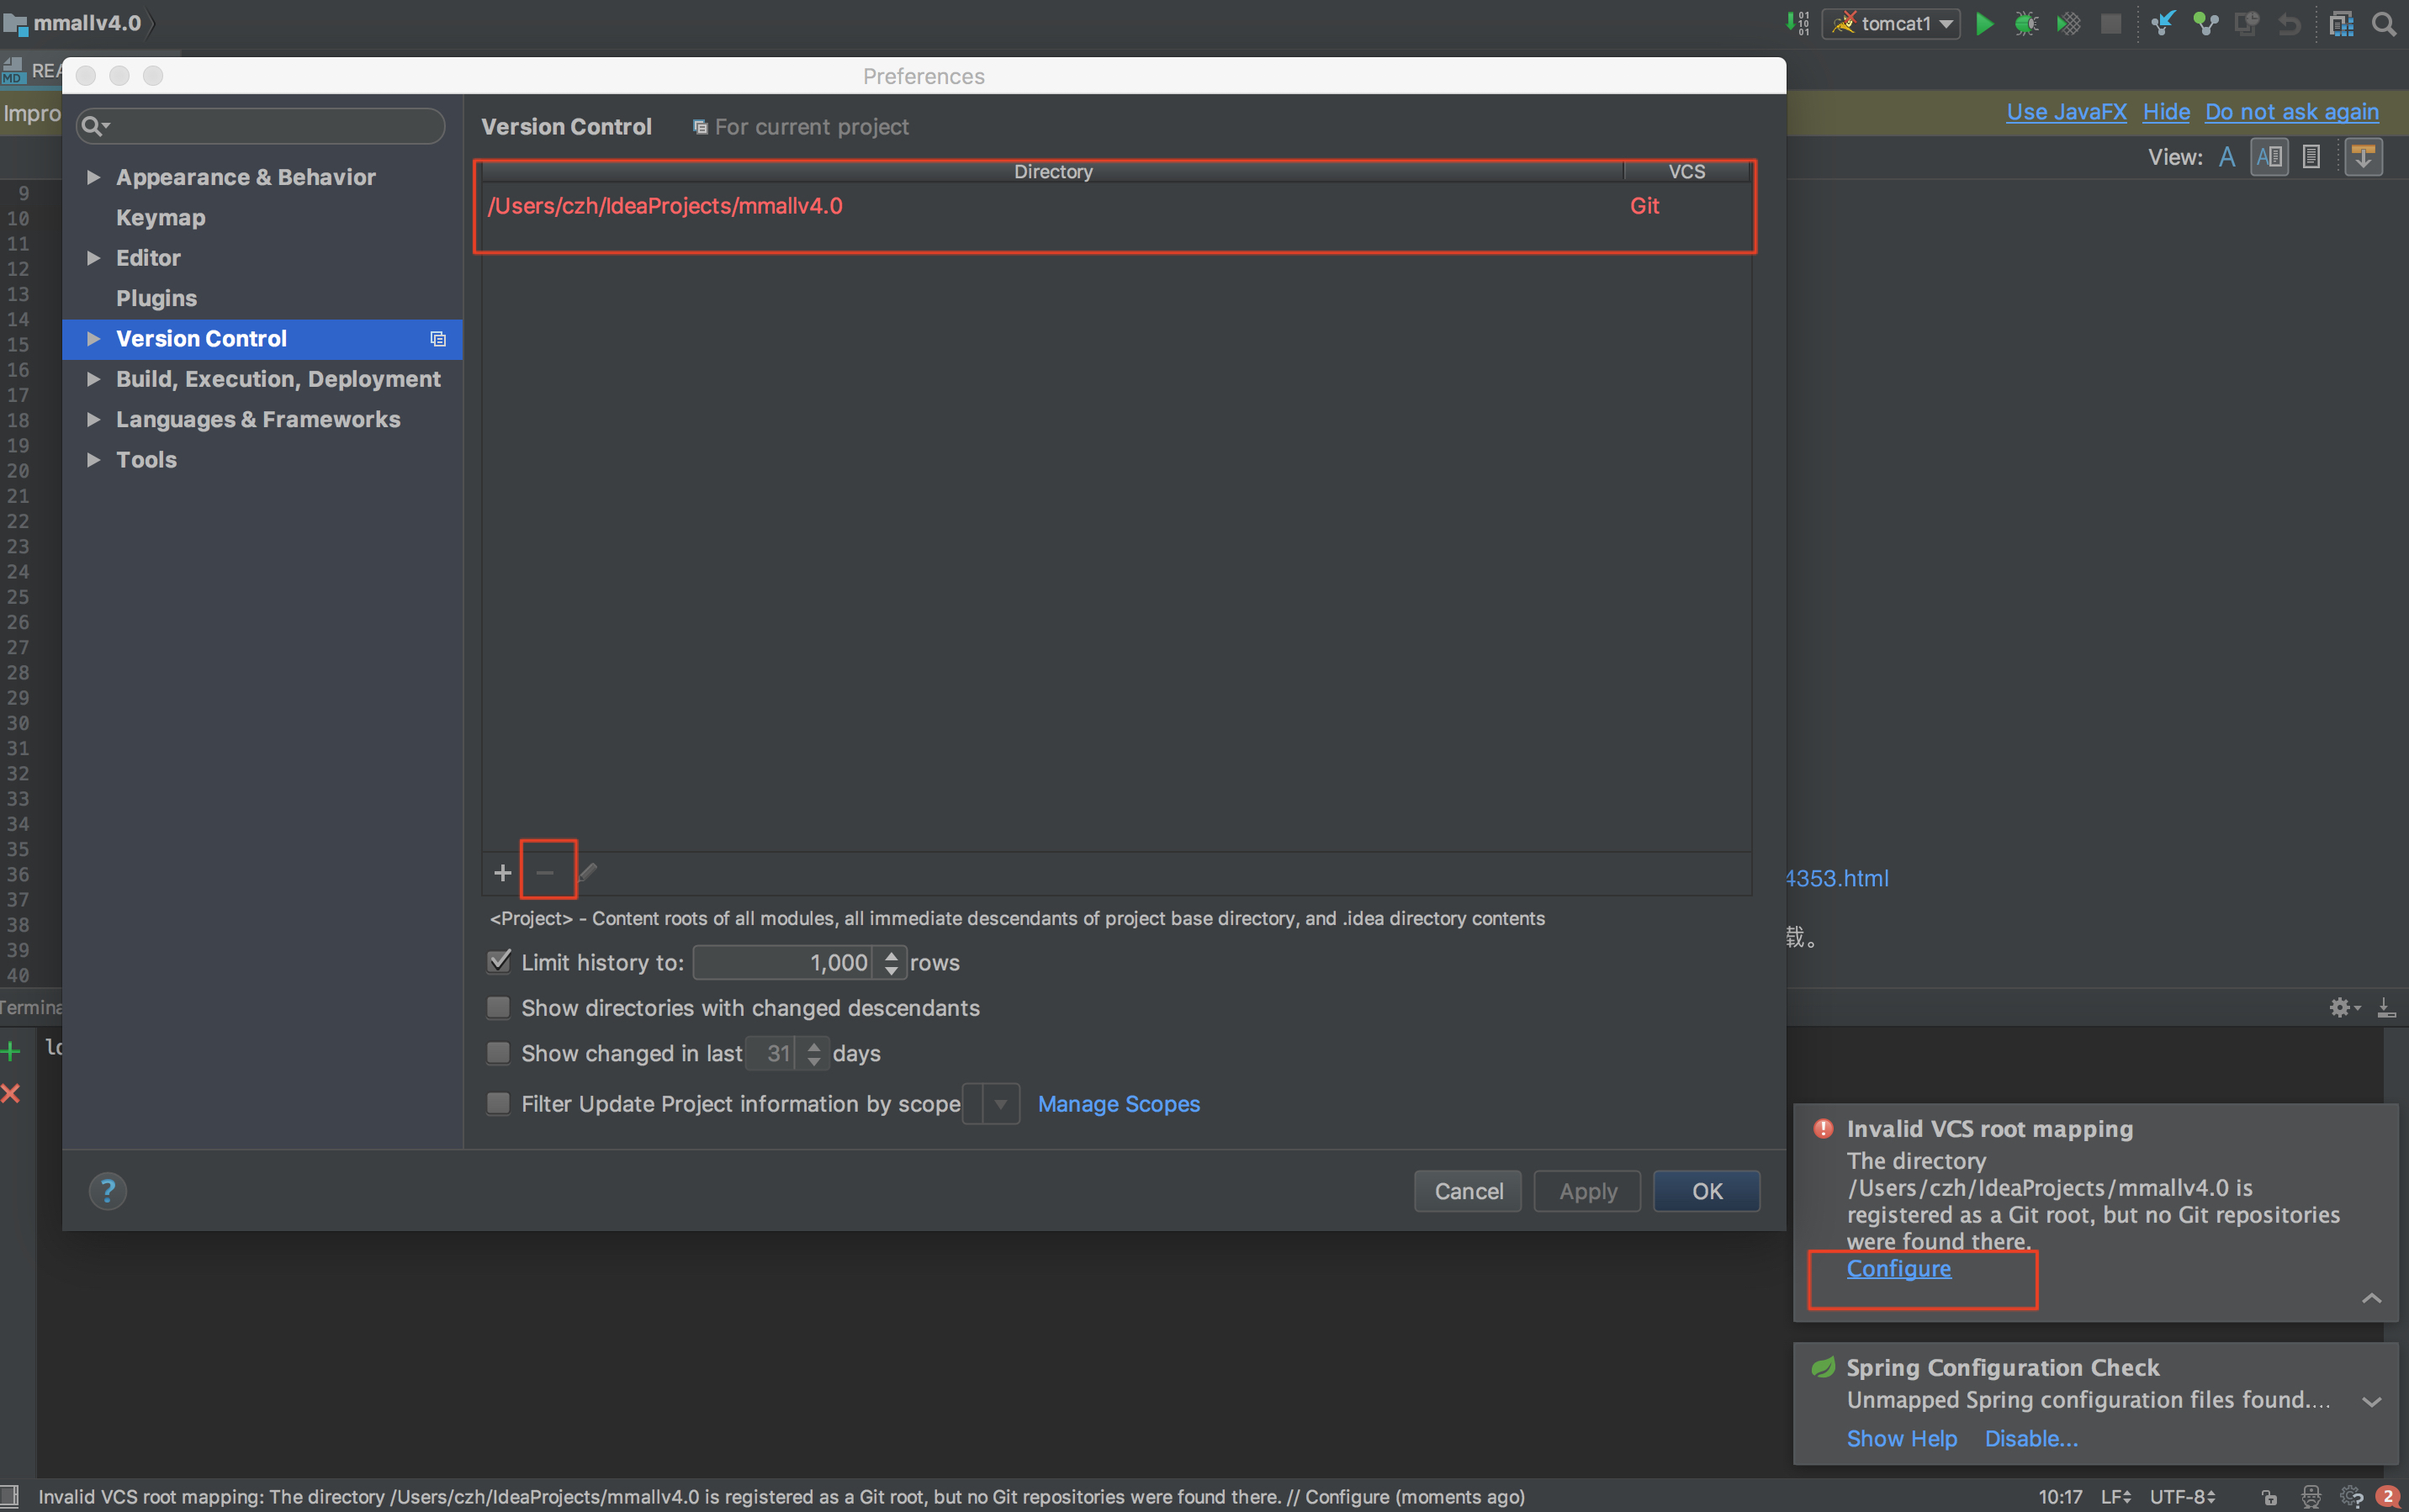 mmallv4.0
tomcat1
MD REA
Impro
Use JavaFX Hide Do not ask again
View:
Preferences
Appearance & Behavior
Keymap
Editor
Plugins
Version Control
Build, Execution, Deployment
Languages & Frameworks
Tools
Version Control For current project
Directory VCS
/Users/czh/IdeaProjects/mmallv4.0 Git
<Project> - Content roots of all modules, all immediate descendants of project base directory, and .idea directory contents
Limit history to: 1,000 rows
Show directories with changed descendants
Show changed in last 31 days
Filter Update Project information by scope Manage Scopes
? Cancel Apply OK
9
10
11
12
13
14
15
16
17
18
19
20
21
22
23
24
25
26
27
28
29
30
31
32
33
34
35
36
37
38
39
40
4353.html
载。
Termina
Invalid VCS root mapping
The directory
/Users/czh/IdeaProjects/mmallv4.0 is
registered as a Git root, but no Git repositories
were found there.
Configure
Spring Configuration Check
Unmapped Spring configuration files found....
Show Help Disable...
Invalid VCS root mapping: The directory /Users/czh/IdeaProjects/mmallv4.0 is registered as a Git root, but no Git repositories were found there. // Configure (moments ago)
10:17 LF UTF-8 2